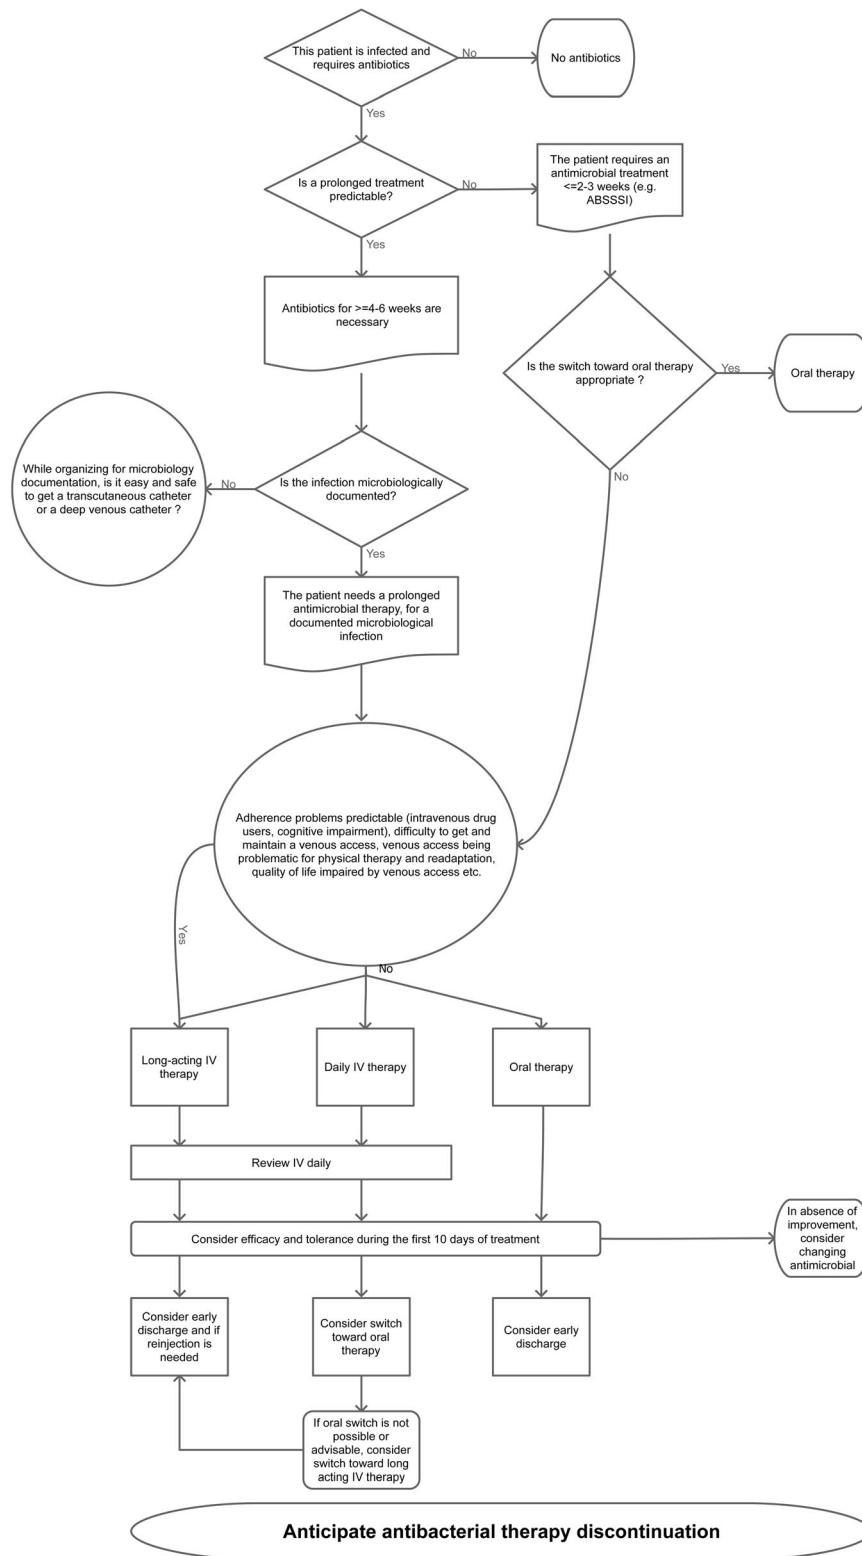 This patient is infected and
requires antibiotics
No
No antibiotics
Yes
Is a prolonged treatment
predictable?
No
The patient requires an
antimicrobial treatment
<=2-3 weeks (e.g.
ABSSSI)
Yes
Antibiotics for >=4-6 weeks are
necessary
Is the switch toward oral therapy
appropriate ?
Yes
Oral therapy
No
While organizing for microbiology
documentation, is it easy and safe
to get a transcutaneous catheter
or a deep venous catheter ?
No
Is the infection microbiologically
documented?
Yes
The patient needs a prolonged
antimicrobial therapy, for a
documented microbiological
infection
Adherence problems predictable (intravenous drug
users, cognitive impairment), difficulty to get and
maintain a venous access, venous access being
problematic for physical therapy and readaptation,
quality of life impaired by venous access etc.
Yes
No
Long-acting IV
therapy
Daily IV therapy
Oral therapy
Review IV daily
Consider efficacy and tolerance during the first 10 days of treatment
In absence of
improvement,
consider
changing
antimicrobial
Consider early
discharge and if
reinjection is
needed
Consider switch
toward oral
therapy
Consider early
discharge
If oral switch is not
possible or
advisable, consider
switch toward long
acting IV therapy
Anticipate antibacterial therapy discontinuation